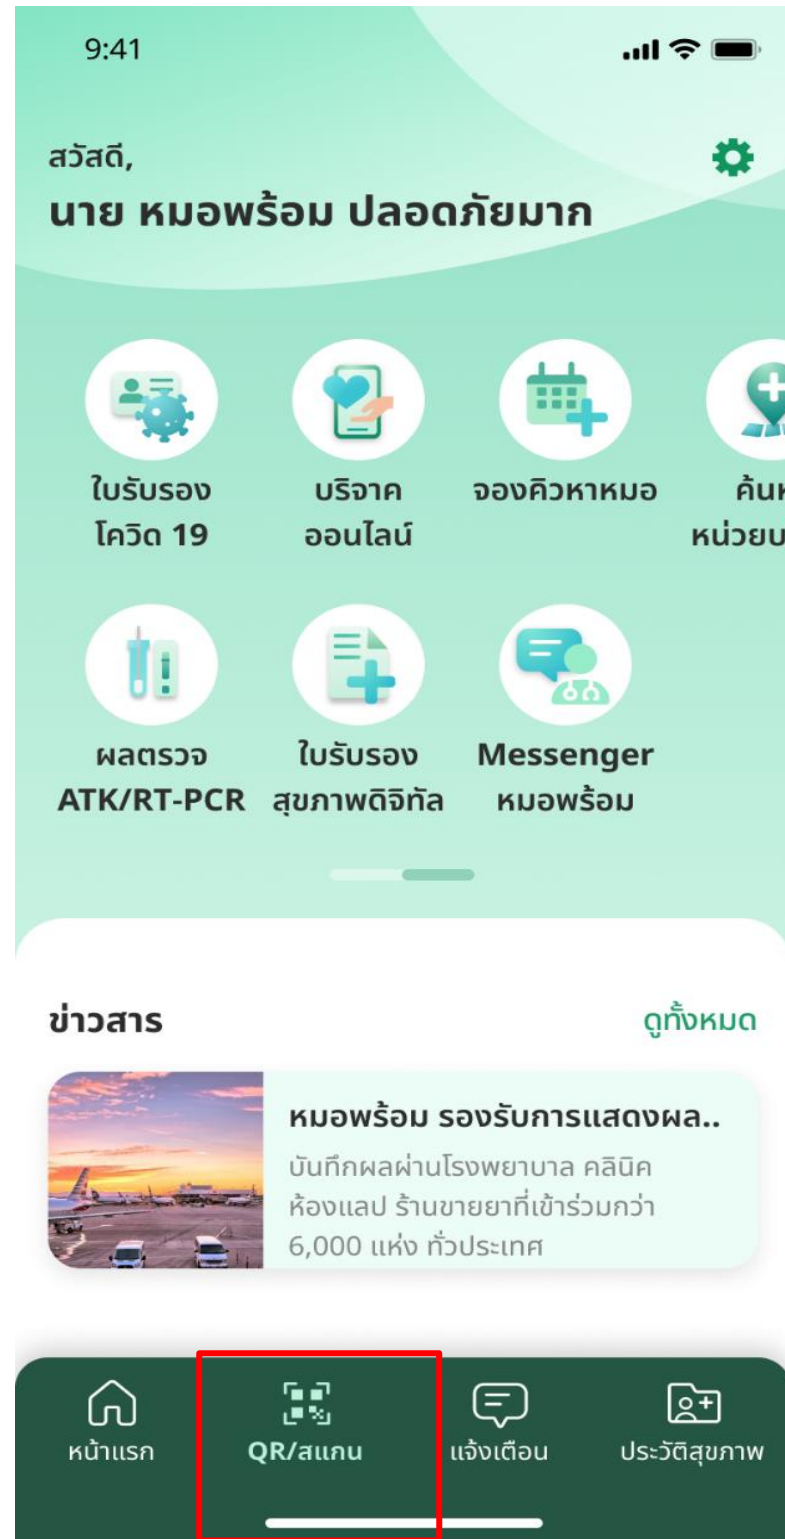 9:41
สวัสดี,
นาย หมอพร้อม ปลอดภัยมาก
ใบรับรอง
โควิด 19
บริจาค
ออนไลน์
จองคิวหาหมอ
ค้นห
หน่วยบ
ผลตรวจ
ATK/RT-PCR
ใบรับรอง
สุขภาพดิจิทัล
Messenger
หมอพร้อม
ข่าวสาร
ดูทั้งหมด
หมอพร้อม รองรับการแสดงผล..
บันทึกผลผ่านโรงพยาบาล คลินิค
ห้องแลป ร้านขายยาที่เข้าร่วมกว่า
6,000 แห่ง ทั่วประเทศ
หน้าแรก
QR/สแกน
แจ้งเตือน
ประวัติสุขภาพ